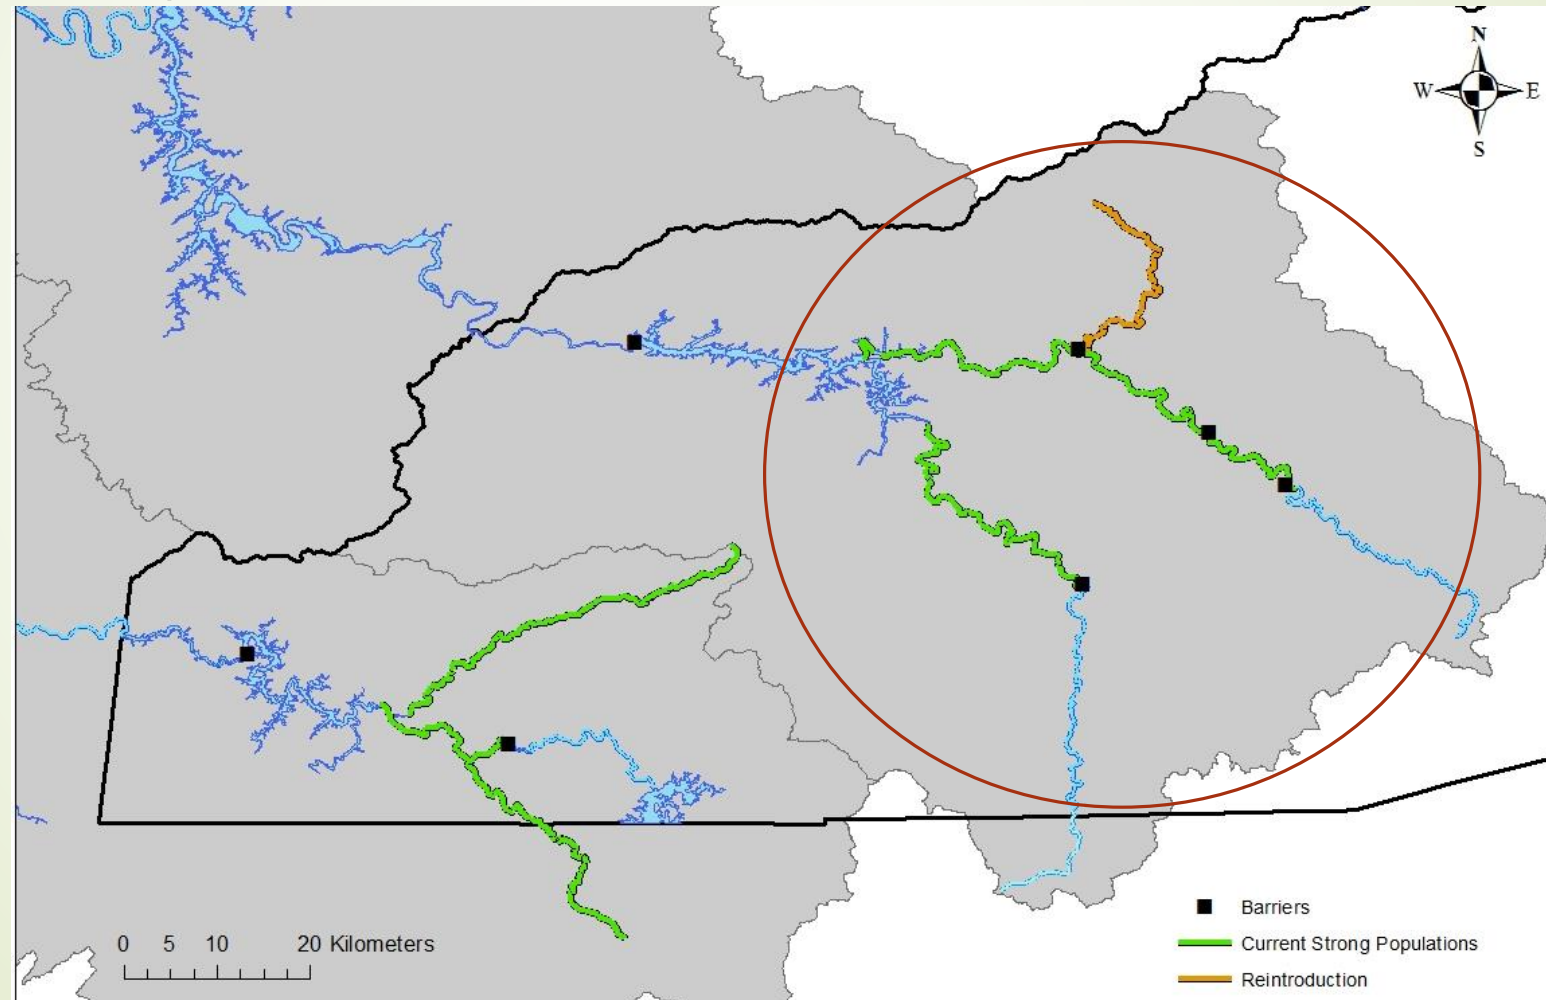 N
W E
S
Barriers
Current Strong Populations
Reintroduction
0 5 10 20 Kilometers